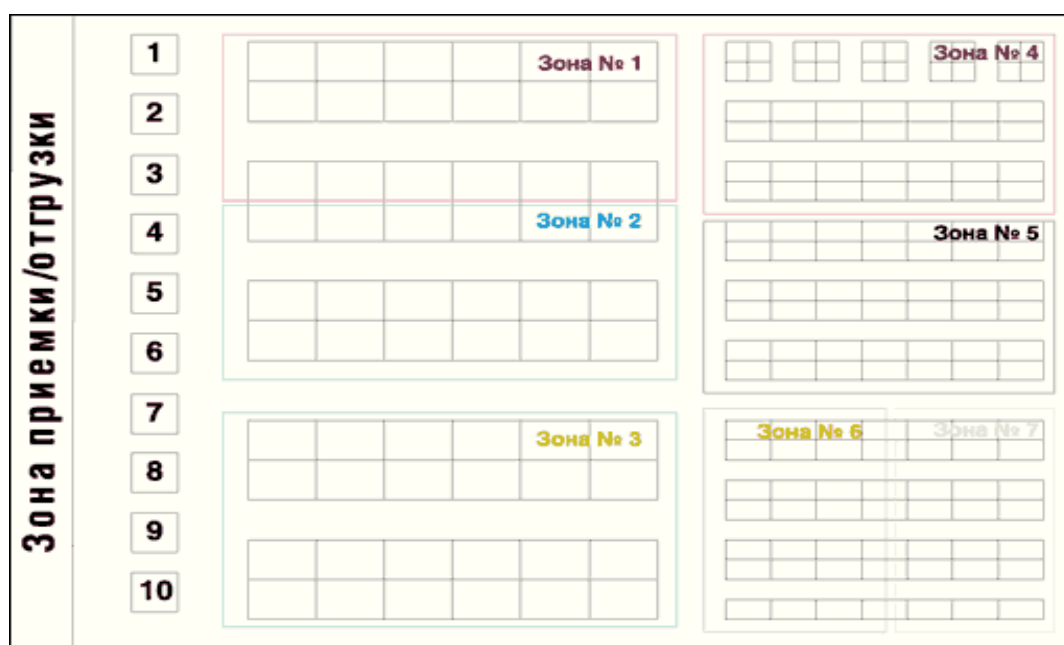 Зона приемки/отгрузки
1
2
3
4
5
6
7
8
9
10
Зона № 1
Зона № 2
Зона № 3
Зона № 4
Зона № 5
Зона № 6
Зона № 7